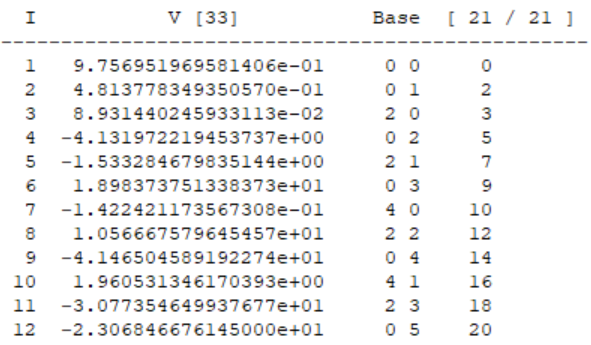 I V [33] Base [ 21 / 21 ]
----------------------------------------------------
1 9.756951969581406e-01 0 0 0
2 4.813778349350570e-01 0 1 2
3 8.931440245933113e-02 2 0 3
4 -4.131972219453737e+00 0 2 5
5 -1.533284679835144e+00 2 1 7
6 1.898373751338373e+01 0 3 9
7 -1.422421173567308e-01 4 0 10
8 1.056667579645457e+01 2 2 12
9 -4.146504589192274e+01 0 4 14
10 1.960531346170393e+00 4 1 16
11 -3.077354649937677e+01 2 3 18
12 -2.306846676145000e+01 0 5 20